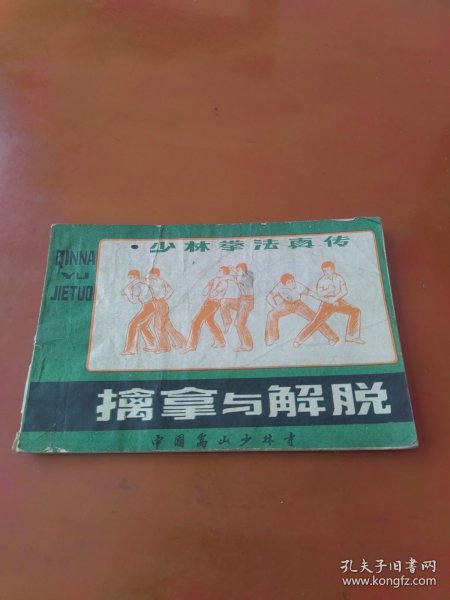 QINNA
YU
JIETUO
·少林拳法真传
擒拿与解脱
中国嵩山少林寺
孔夫子旧书网
www.kongfz.com